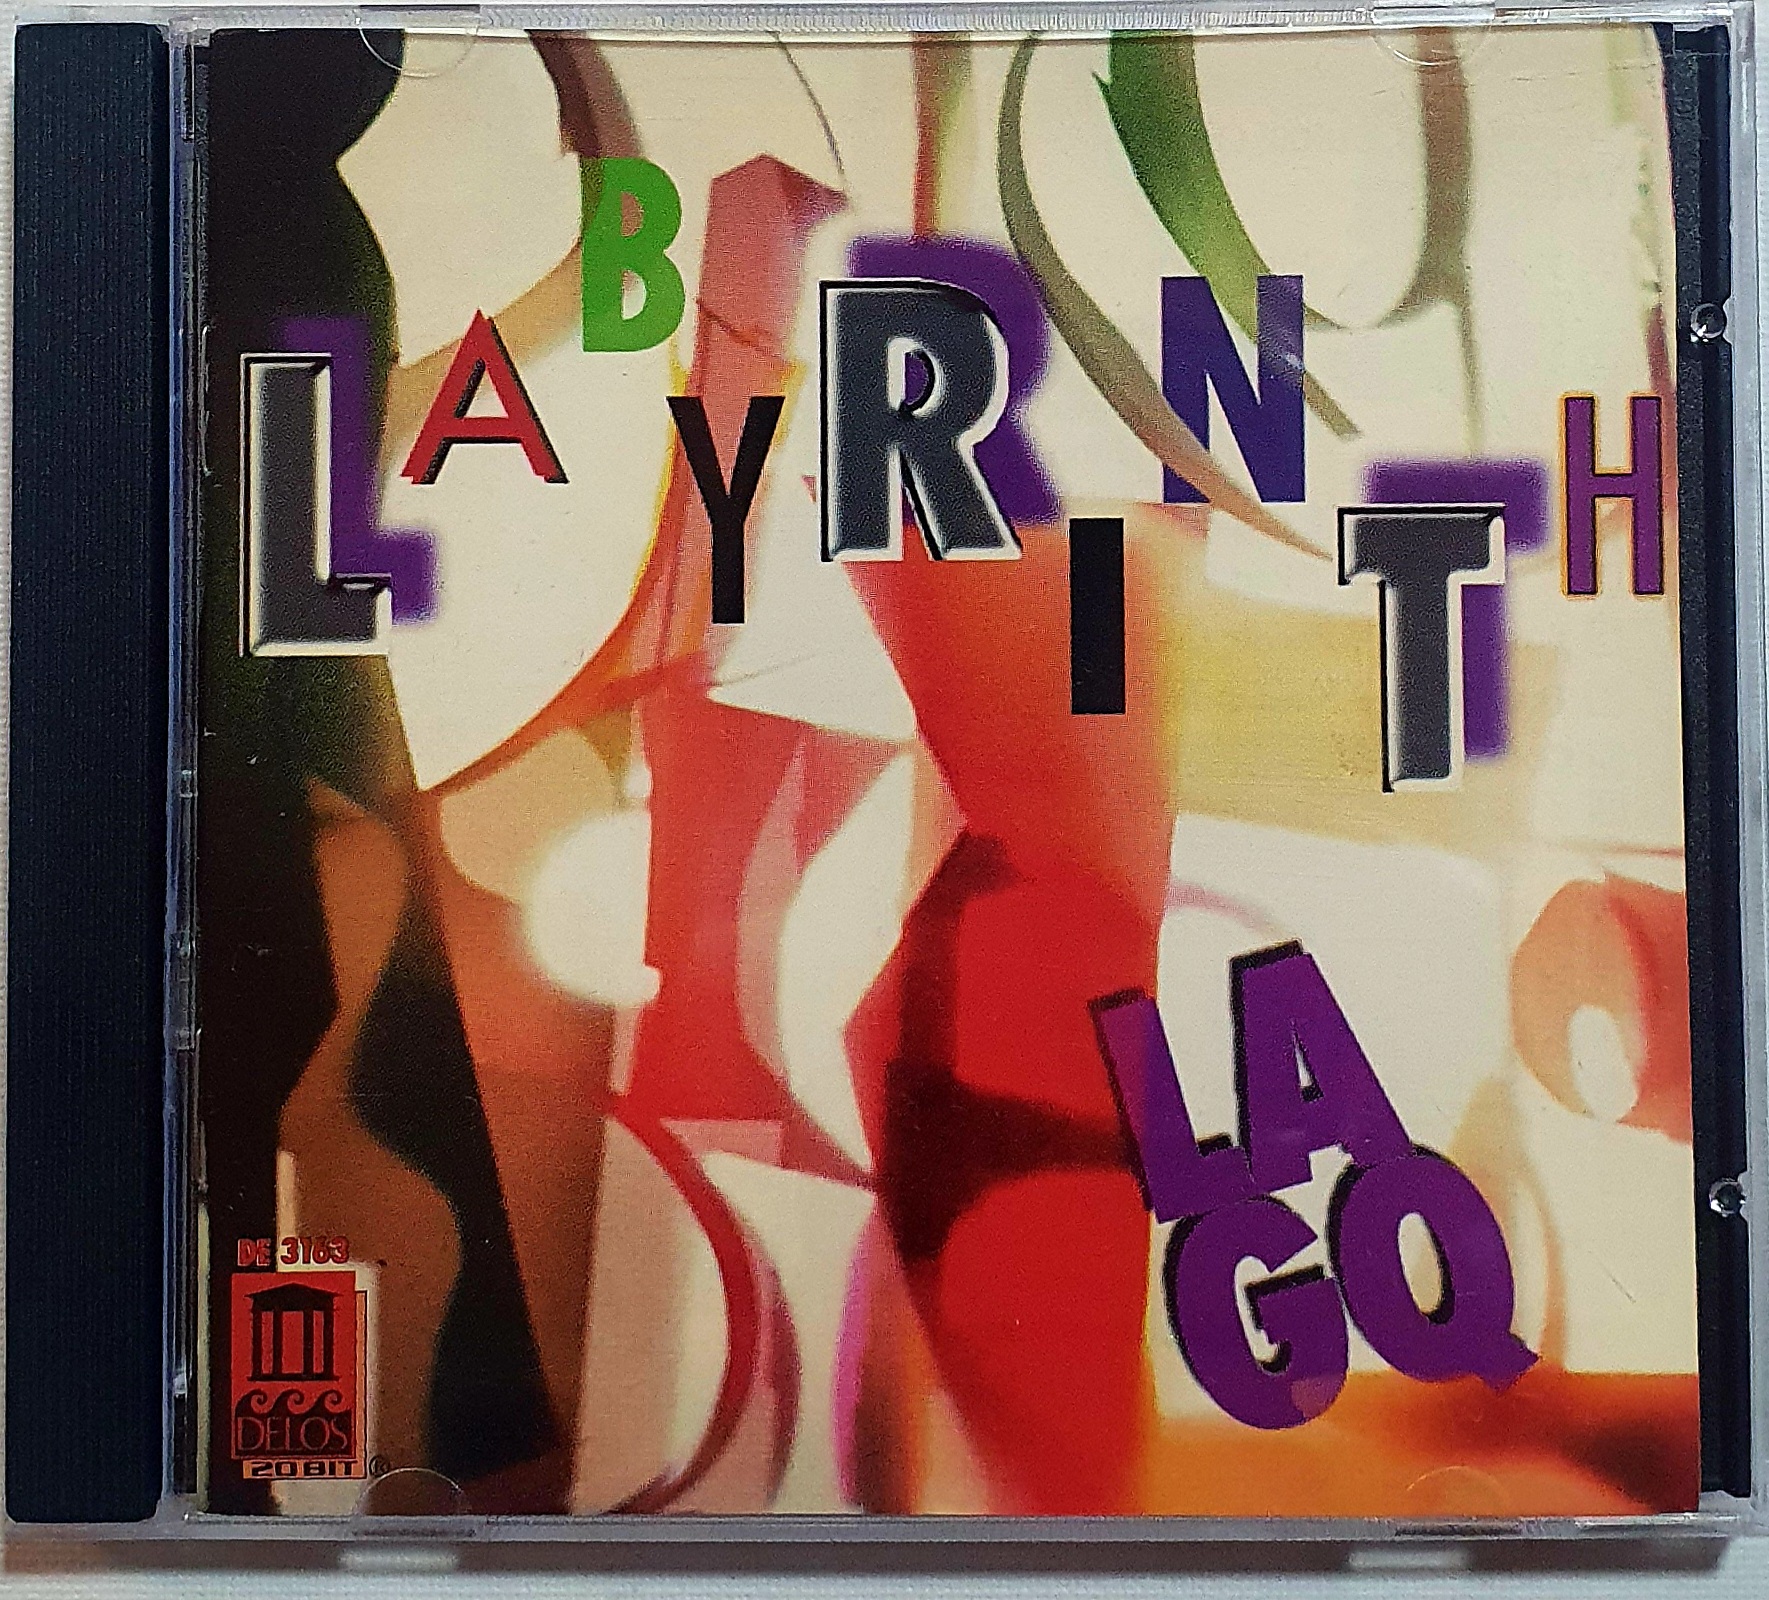 LABYRINTH
LA
GQ
DE 3163
DELOS
20 BIT ®